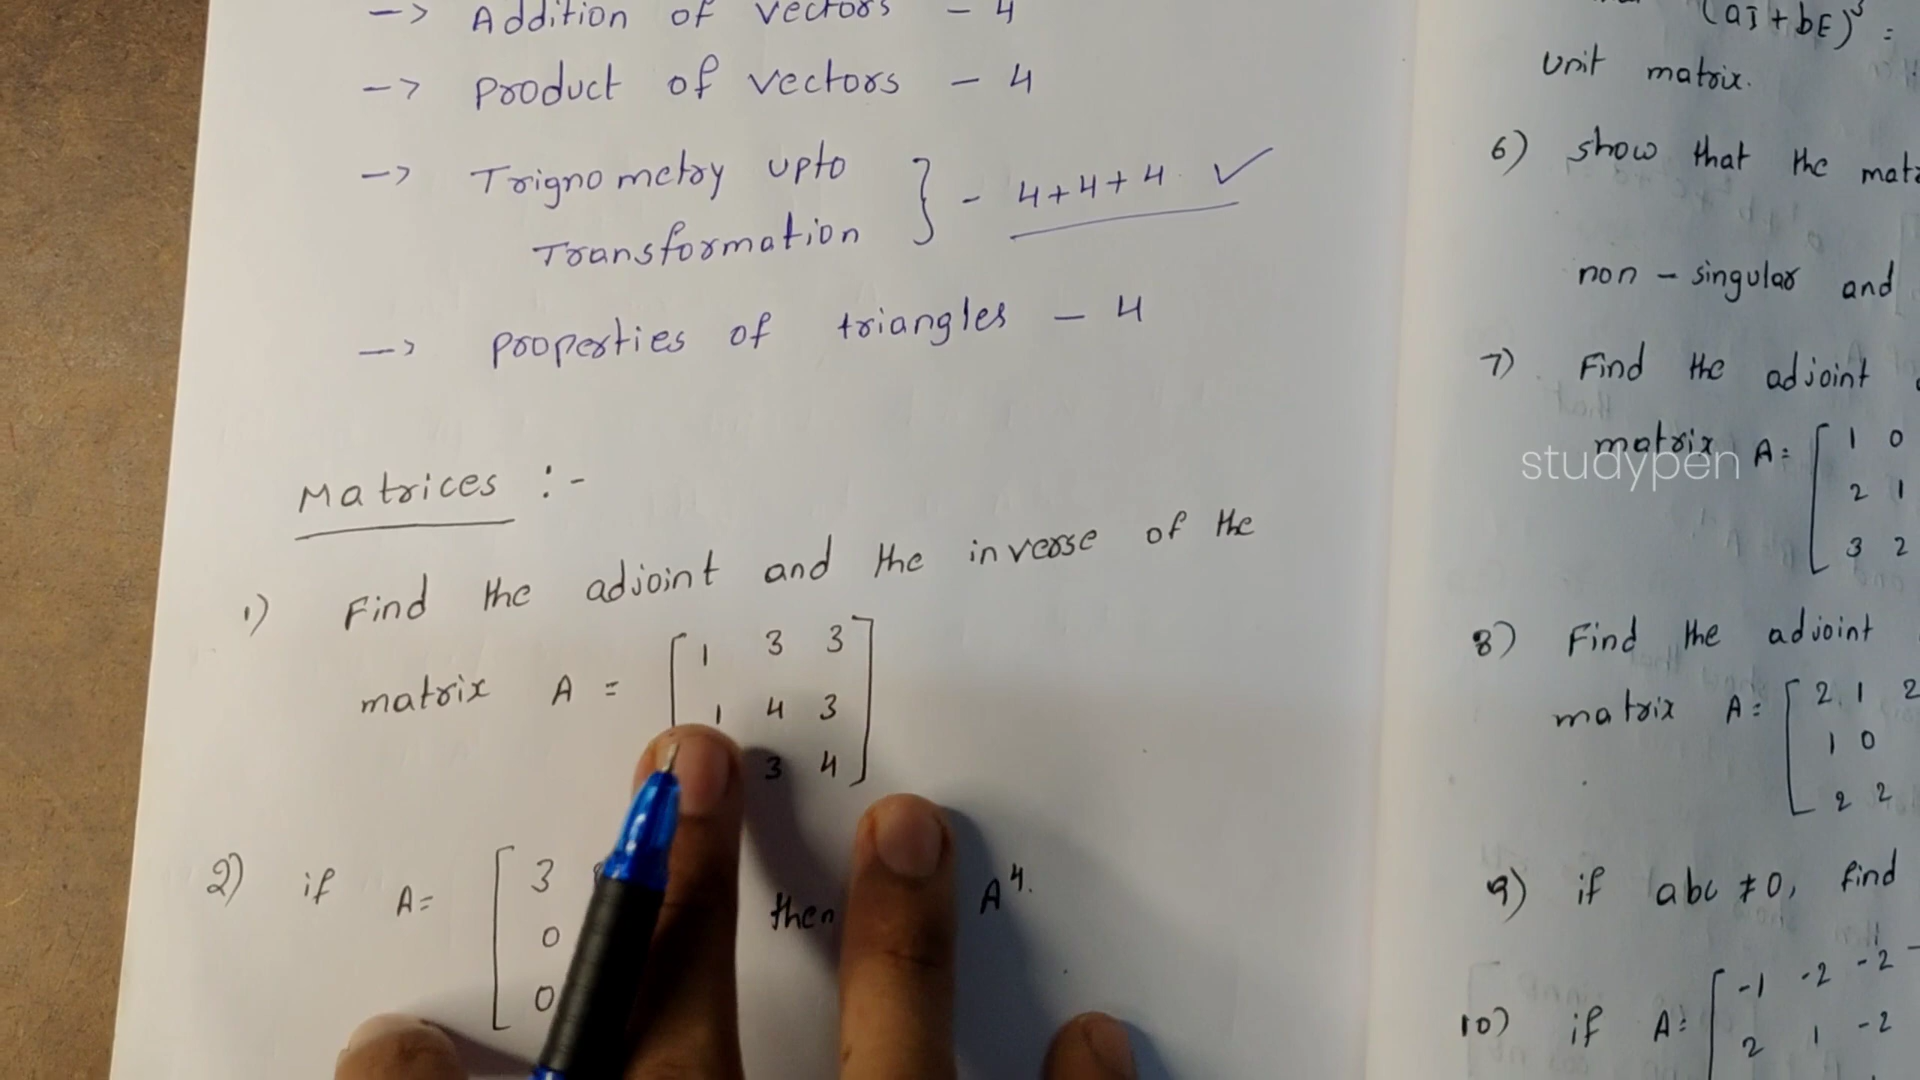 -> Addition of vectors - 4
-> product of vectors - 4
-> Trignometry upto
Transformation } - 4+4+4 ✓
-> properties of triangles - 4
Matrices :-
1) Find the adjoint and the inverse of the
matrix A = [ 1 3 3
1 4 3
3 4 ]
2) if A= [ 3
0 then A⁴.
0
Unit matrix.
6) show that the
non - singular and
7) Find the adjoint
matrix A= [ 1 0
2 1
3 2
studypen
8) Find the adjoint
matrix A= [ 2 1 2
1 0
2 2
9) if abc ≠0, find
10) if A= [ -1 -2 -2
2 1 -2